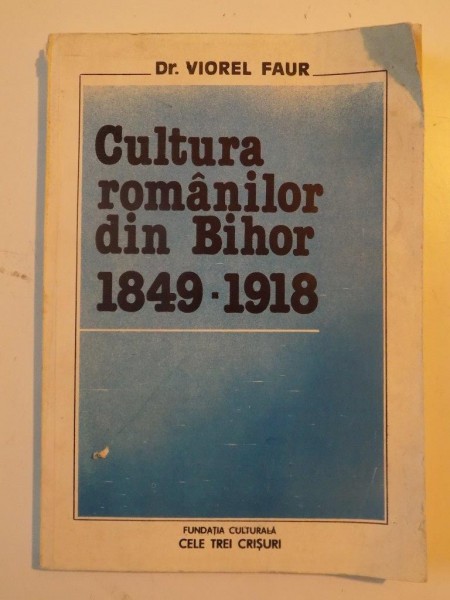 Dr. VIOREL FAUR
Cultura
românilor
din Bihor
1849 · 1918
FUNDAȚIA CULTURALĂ
CELE TREI CRIȘURI